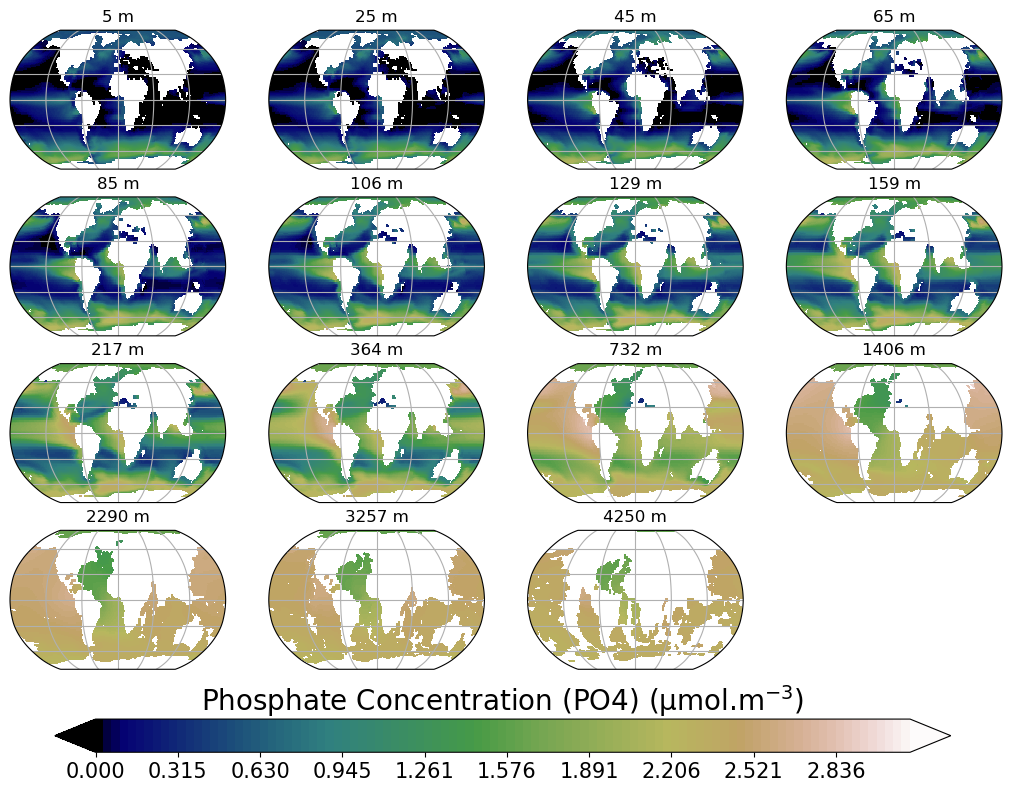 5 m 25 m 45 m 65 m
85 m 106 m 129 m 159 m
217 m 364 m 732 m 1406 m
2290 m 3257 m 4250 m
Phosphate Concentration (PO4) (μmol.m⁻³)
0.000 0.315 0.630 0.945 1.261 1.576 1.891 2.206 2.521 2.836